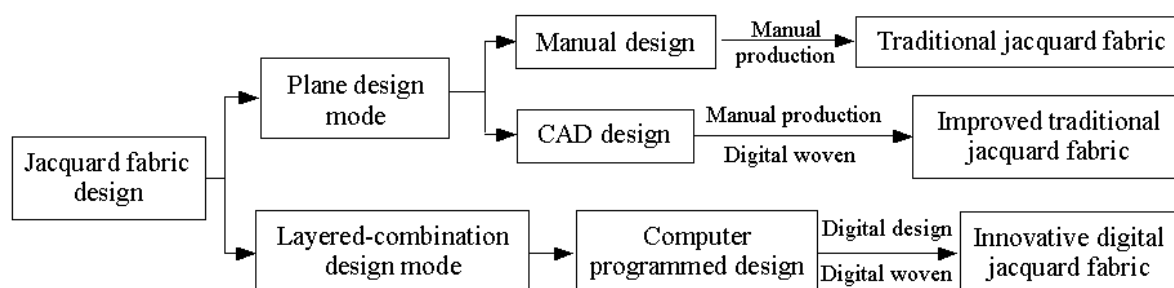 Manual design
Manual
production
Traditional jacquard fabric
Plane design
mode
CAD design
Manual production
Digital woven
Improved traditional
jacquard fabric
Jacquard fabric
design
Layered-combination
design mode
Computer
programmed design
Digital design
Digital woven
Innovative digital
jacquard fabric